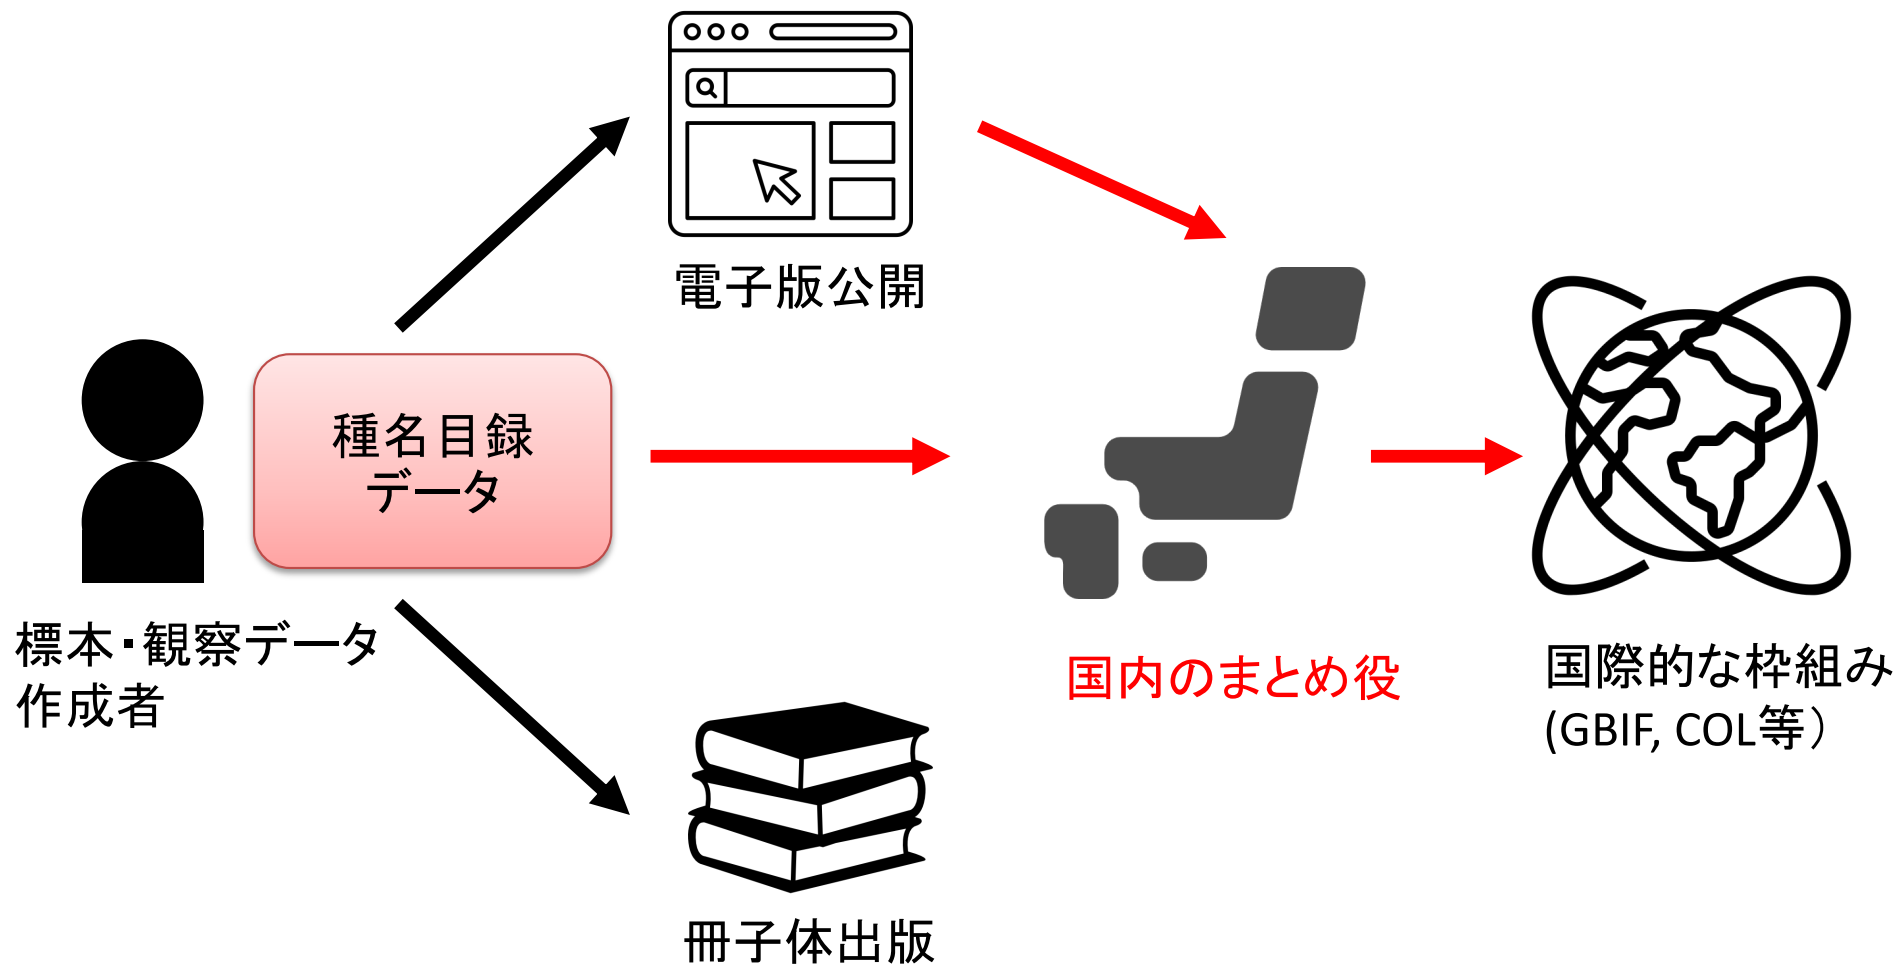 電子版公開
種名目録
データ
標本・観察データ
作成者
国内のまとめ役
国際的な枠組み
(GBIF, COL等）
冊子体出版